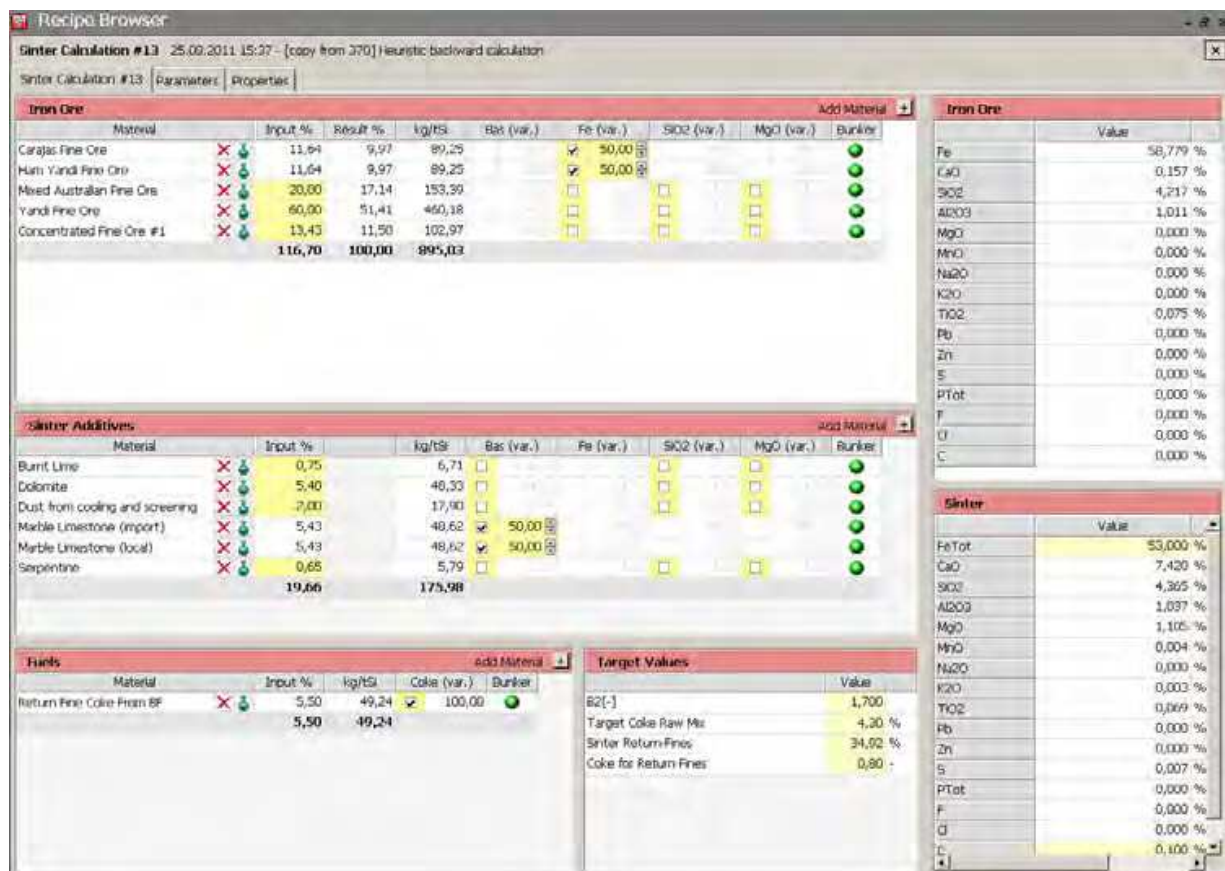 Recipe Browser
Sinter Calculation #13 25.09.2011 15:37 - [copy from 370] Heuristic backward calculation
Sinter Calculation #13 Parameters Properties
Iron Ore Add Material +
Material Input % Result % kg/tSi Bas (var.) Fe (var.) SiO2 (var.) MgO (var.) Bunker
Carajas Fine Ore 11,64 9,97 89,25 50,00
Ham Yandi Fine Ore 11,64 9,97 89,25 50,00
Mixed Australian Fine Ore 20,00 17,14 153,39
Yandi Fine Ore 60,00 51,41 460,18
Concentrated Fine Ore #1 13,43 11,50 102,97
116,70 100,00 895,03
Sinter Additives Add Material +
Material Input % kg/tSi Bas (var.) Fe (var.) SiO2 (var.) MgO (var.) Bunker
Burnt Lime 0,75 6,71
Dolomite 5,40 48,33
Dust from cooling and screening 2,00 17,90
Marble Limestone (import) 5,43 48,62 50,00
Marble Limestone (local) 5,43 48,62 50,00
Serpentine 0,65 5,79
19,66 175,98
Fuels Add Material +
Material Input % kg/tSi Coke (var.) Bunker
Return Fine Coke From BF 5,50 49,24 100,00
5,50 49,24
Target Values
Value
B2[-] 1,700
Target Coke Raw Mix 4,30 %
Sinter Return-Fines 34,92 %
Coke for Return Fines 0,80 -
Iron Ore
Value
Fe 58,779 %
CaO 0,157 %
SiO2 4,217 %
Al2O3 1,011 %
MgO 0,000 %
MnO 0,000 %
Na2O 0,000 %
K2O 0,000 %
TiO2 0,075 %
Pb 0,000 %
Zn 0,000 %
S 0,000 %
PTot 0,000 %
F 0,000 %
Cl 0,000 %
C 0,000 %
Sinter
Value
FeTot 53,000 %
CaO 7,420 %
SiO2 4,365 %
Al2O3 1,037 %
MgO 1,105 %
MnO 0,004 %
Na2O 0,000 %
K2O 0,003 %
TiO2 0,069 %
Pb 0,000 %
Zn 0,000 %
S 0,007 %
PTot 0,000 %
F 0,000 %
Cl 0,000 %
C 0,100 %